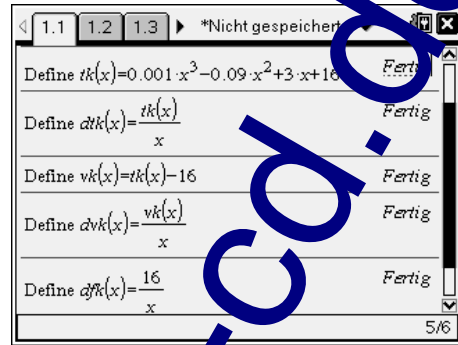 1.1 1.2 1.3 *Nicht gespeichert
Define tk(x)=0.001·x³−0.09·x²+3·x+16 Fertig
Define dtk(x)=tk(x)/x Fertig
Define vk(x)=tk(x)−16 Fertig
Define dvk(x)=vk(x)/x Fertig
Define dfk(x)=16/x Fertig
5/6
-cd.de